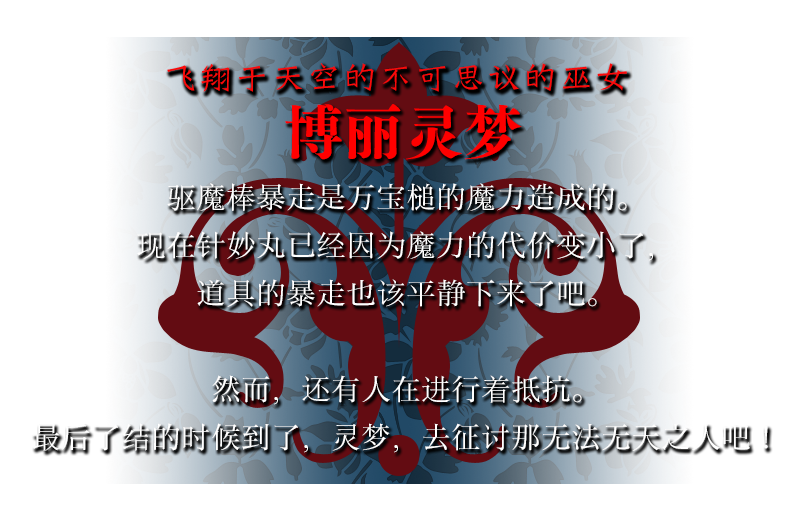 飞翔于天空的不可思议的巫女
博丽灵梦
驱魔棒暴走是万宝槌的魔力造成的。
现在针妙丸已经因为魔力的代价变小了，
道具的暴走也该平静下来了吧。
然而，还有人在进行着抵抗。
最后了结的时候到了，灵梦，去征讨那无法无天之人吧！